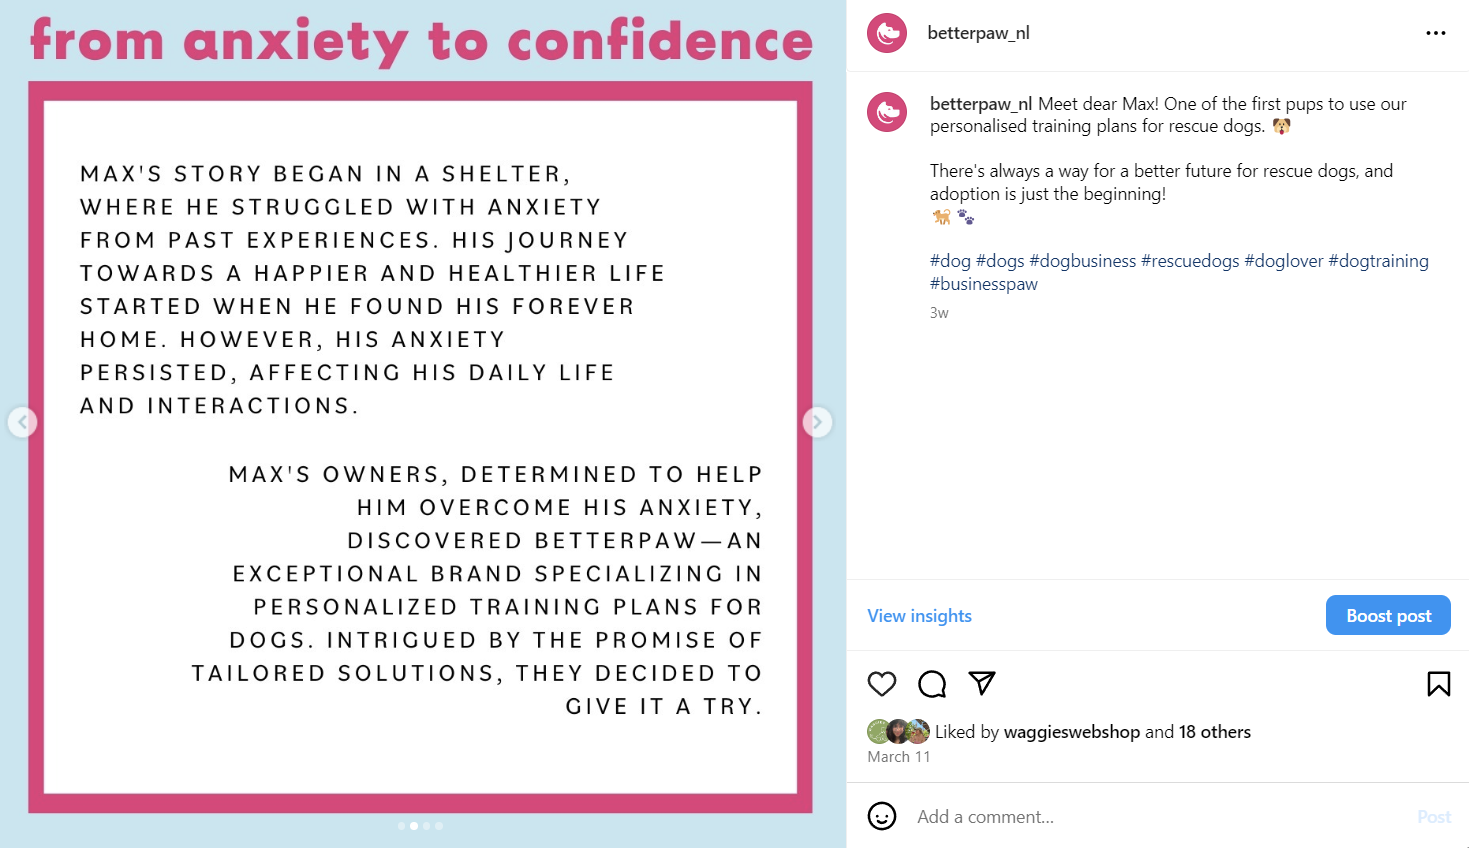 from anxiety to confidence
MAX'S STORY BEGAN IN A SHELTER,
WHERE HE STRUGGLED WITH ANXIETY
FROM PAST EXPERIENCES. HIS JOURNEY
TOWARDS A HAPPIER AND HEALTHIER LIFE
STARTED WHEN HE FOUND HIS FOREVER
HOME. HOWEVER, HIS ANXIETY
PERSISTED, AFFECTING HIS DAILY LIFE
AND INTERACTIONS.
MAX'S OWNERS, DETERMINED TO HELP
HIM OVERCOME HIS ANXIETY,
DISCOVERED BETTERPAW—AN
EXCEPTIONAL BRAND SPECIALIZING IN
PERSONALIZED TRAINING PLANS FOR
DOGS. INTRIGUED BY THE PROMISE OF
TAILORED SOLUTIONS, THEY DECIDED TO
GIVE IT A TRY.
betterpaw_nl
betterpaw_nl Meet dear Max! One of the first pups to use our
personalised training plans for rescue dogs. 🐶
There's always a way for a better future for rescue dogs, and
adoption is just the beginning!
🐕 🐾
#dog #dogs #dogbusiness #rescuedogs #doglover #dogtraining
#businesspaw
3w
View insights
Boost post
Liked by waggieswebshop and 18 others
March 11
Add a comment...
Post